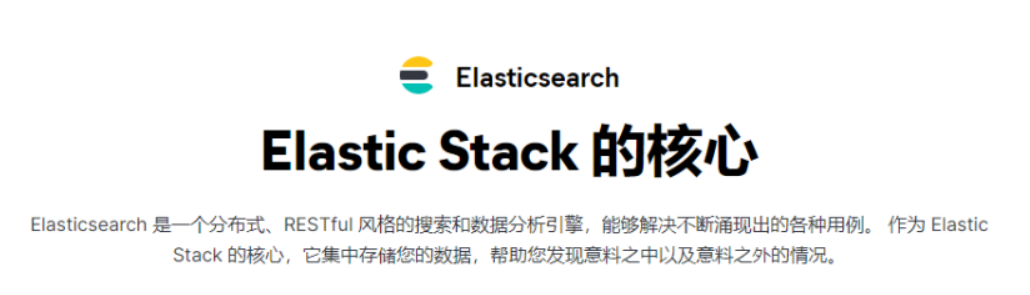 Elasticsearch
Elastic Stack 的核心
Elasticsearch 是一个分布式、RESTful 风格的搜索和数据分析引擎，能够解决不断涌现出的各种用例。 作为 Elastic
Stack 的核心，它集中存储您的数据，帮助您发现意料之中以及意料之外的情况。